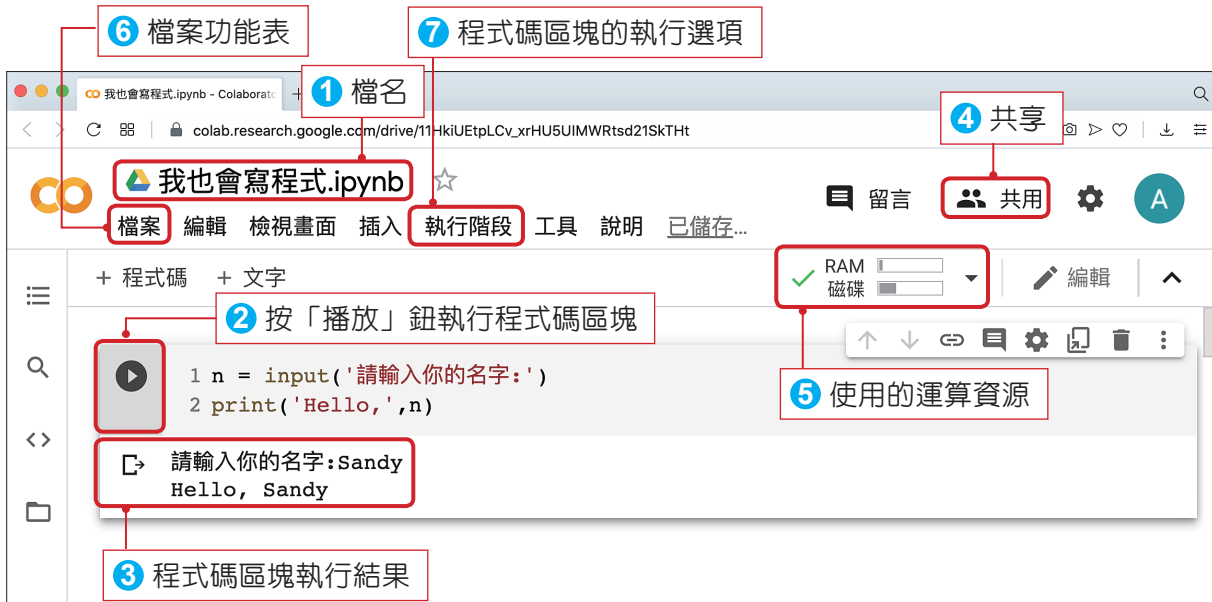 6 檔案功能表
7 程式碼區塊的執行選項
我也會寫程式.ipynb - Colaborato
1 檔名
4 共享
colab.research.google.com/drive/11HkiUEtpLCv_xrHU5UIMWRtsd21SkTHt
我也會寫程式.ipynb
留言
共用
A
檔案 編輯 檢視畫面 插入 執行階段 工具 說明 已儲存...
+ 程式碼 + 文字
RAM
磁碟
編輯
2 按「播放」鈕執行程式碼區塊
1 n = input('請輸入你的名字:')
2 print('Hello,',n)
5 使用的運算資源
請輸入你的名字:Sandy
Hello, Sandy
3 程式碼區塊執行結果